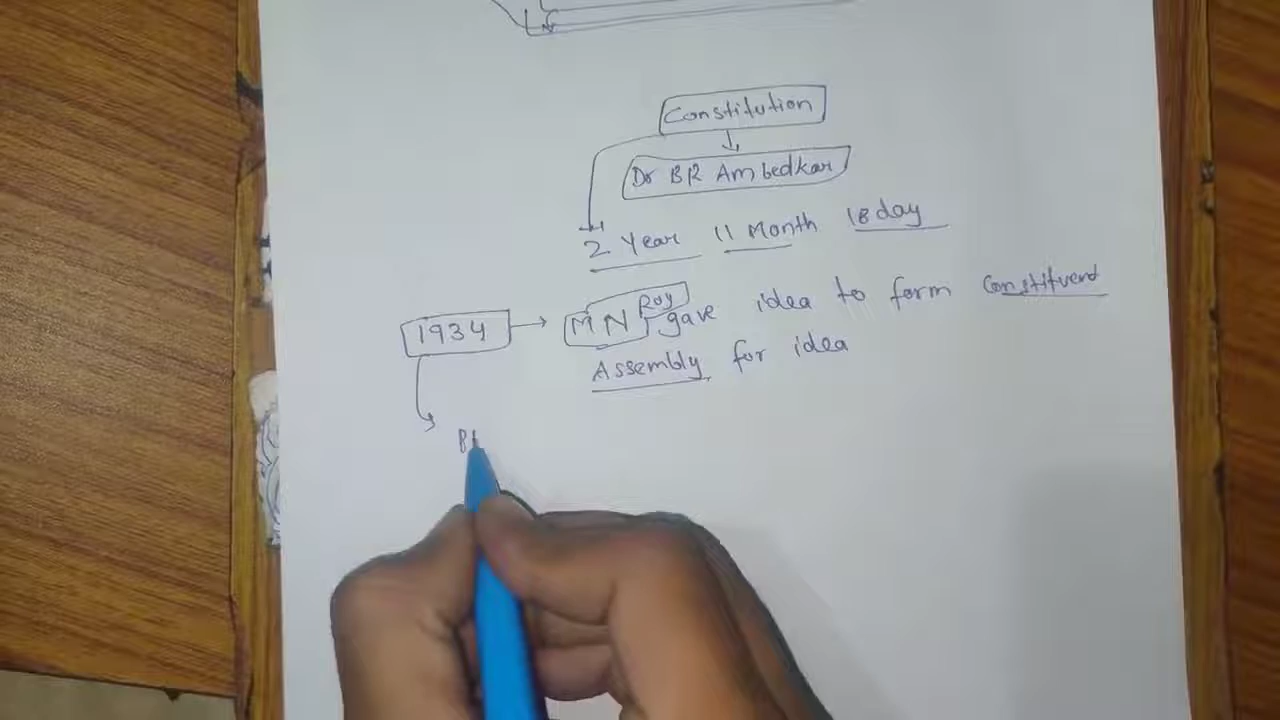 Constitution
Dr BR Ambedkar
2 Year 11 Month 18 day
1934 → MN Roy gave idea to form Constituent
Assembly for idea